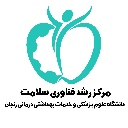 مرکز رشد فناوری سلامت
دانشگاه علوم پزشکی و خدمات بهداشتی درمانی زنجان